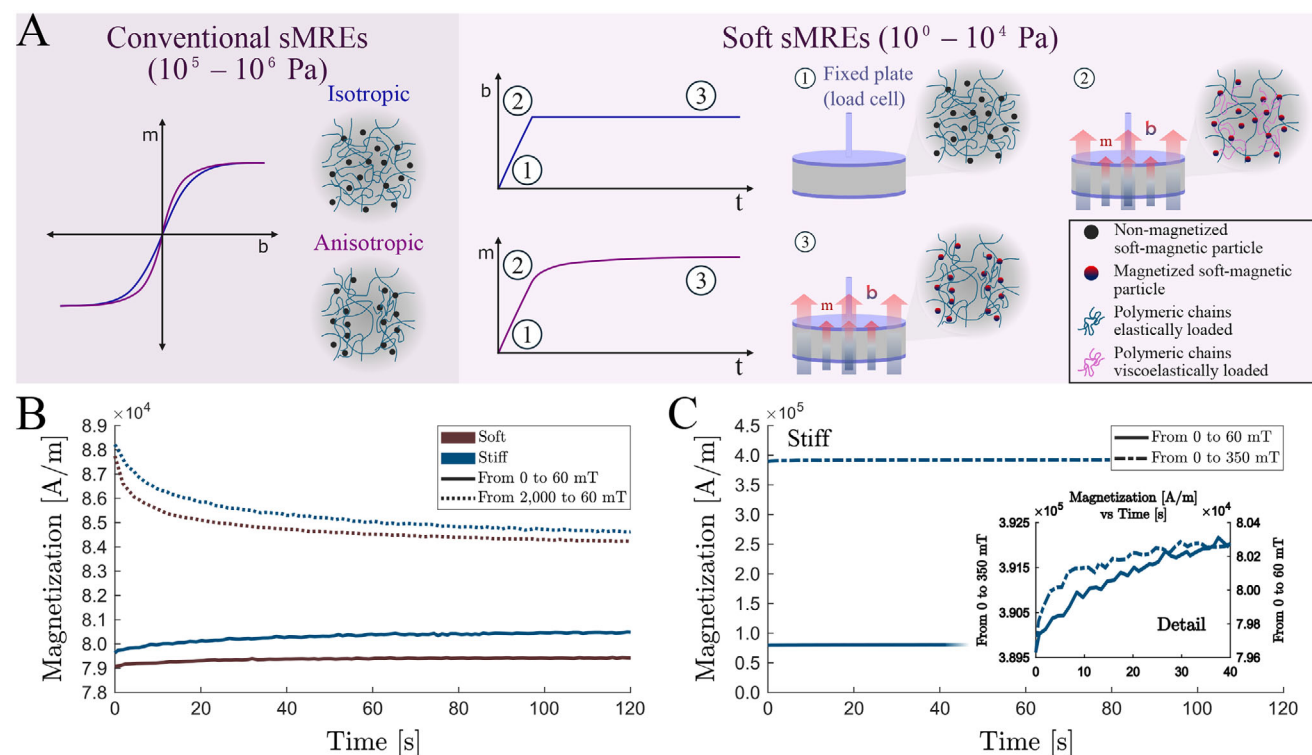 A
Conventional sMREs
(10⁵ – 10⁶ Pa)
Isotropic
m
b
Anisotropic
Soft sMREs (10⁰ – 10⁴ Pa)
b
2
3
1
t
m
2
3
1
t
1
Fixed plate
(load cell)
2
m
b
3
m
b
Non-magnetized
soft-magnetic particle
Magnetized soft-magnetic
particle
Polymeric chains
elastically loaded
Polymeric chains
viscoelastically loaded
B
×10⁴
Magnetization [A/m]
8.9
8.8
8.7
8.6
8.5
8.4
8.3
8.2
8.1
8.0
7.9
7.8
0
20
40
60
80
100
120
Time [s]
Soft
Stiff
From 0 to 60 mT
From 2,000 to 60 mT
C
×10⁵
Magnetization [A/m]
4.5
4.0
3.5
3.0
2.5
2.0
1.5
1.0
0.5
0.0
0
20
40
60
80
100
120
Time [s]
Stiff
From 0 to 60 mT
From 0 to 350 mT
Magnetization [A/m]
vs Time [s]
×10⁵
×10⁴
From 0 to 350 mT
3.925
3.915
3.905
3.895
0
10
20
30
40
8.04
8.02
8.00
7.98
7.96
From 0 to 60 mT
Detail